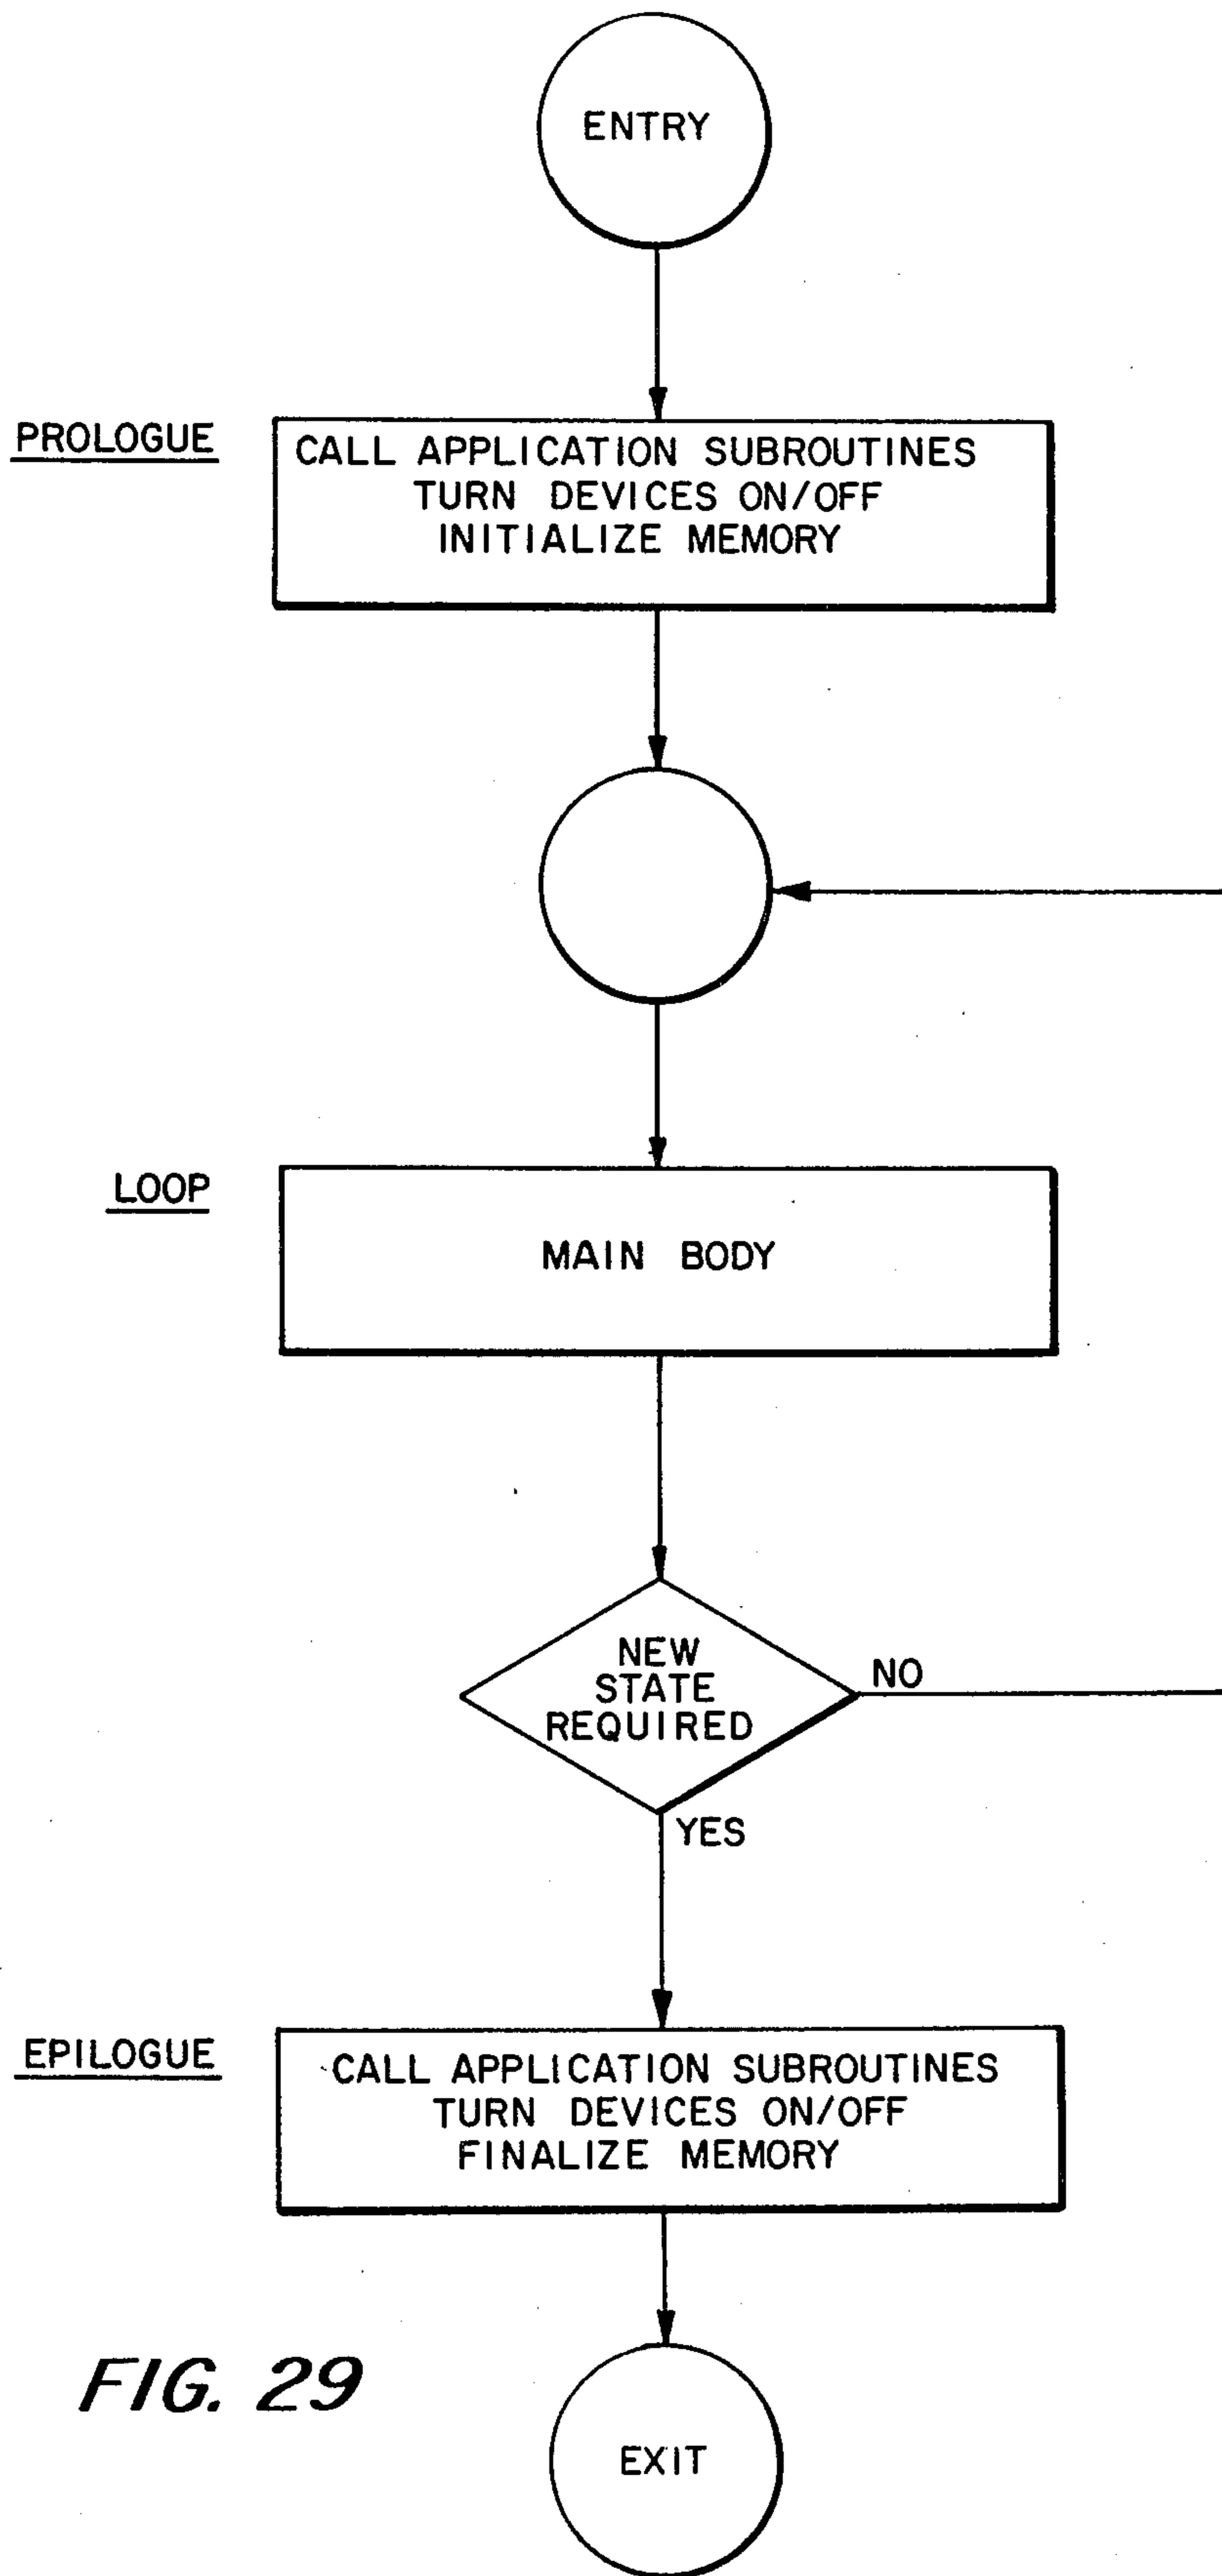 ENTRY
PROLOGUE
CALL APPLICATION SUBROUTINES
TURN DEVICES ON/OFF
INITIALIZE MEMORY
LOOP
MAIN BODY
NEW
STATE
REQUIRED
NO
YES
EPILOGUE
CALL APPLICATION SUBROUTINES
TURN DEVICES ON/OFF
FINALIZE MEMORY
FIG. 29
EXIT